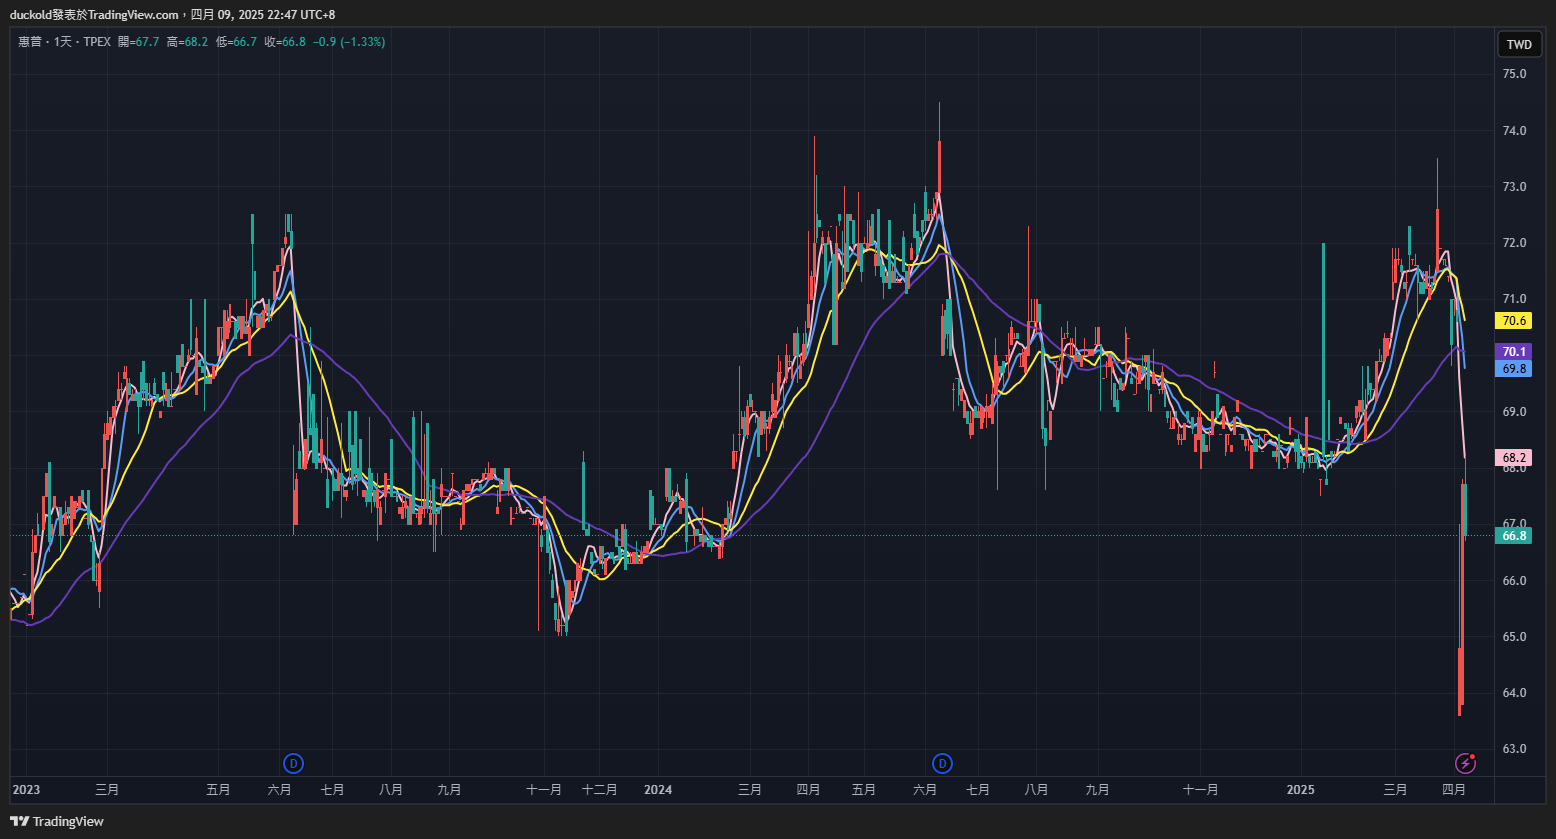 duckold發表於TradingView.com，四月 09, 2025 22:47 UTC+8
惠普 · 1天 · TPEX 開=67.7 高=68.2 低=66.7 收=66.8 −0.9 (−1.33%)
TWD
75.0
74.0
73.0
72.0
71.0
70.6
70.1
69.8
69.0
68.2
68.0
67.0
66.8
66.0
65.0
64.0
63.0
D D
2023 三月 五月 六月 七月 八月 九月 十一月 十二月 2024 三月 四月 五月 六月 七月 八月 九月 十一月 2025 三月 四月
TradingView